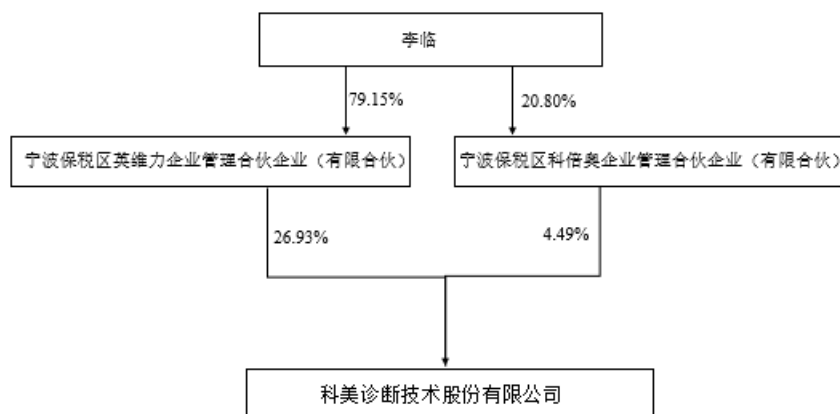 李临
79.15%
20.80%
宁波保税区英维力企业管理合伙企业（有限合伙）
宁波保税区科倍奥企业管理合伙企业（有限合伙）
26.93%
4.49%
科美诊断技术股份有限公司